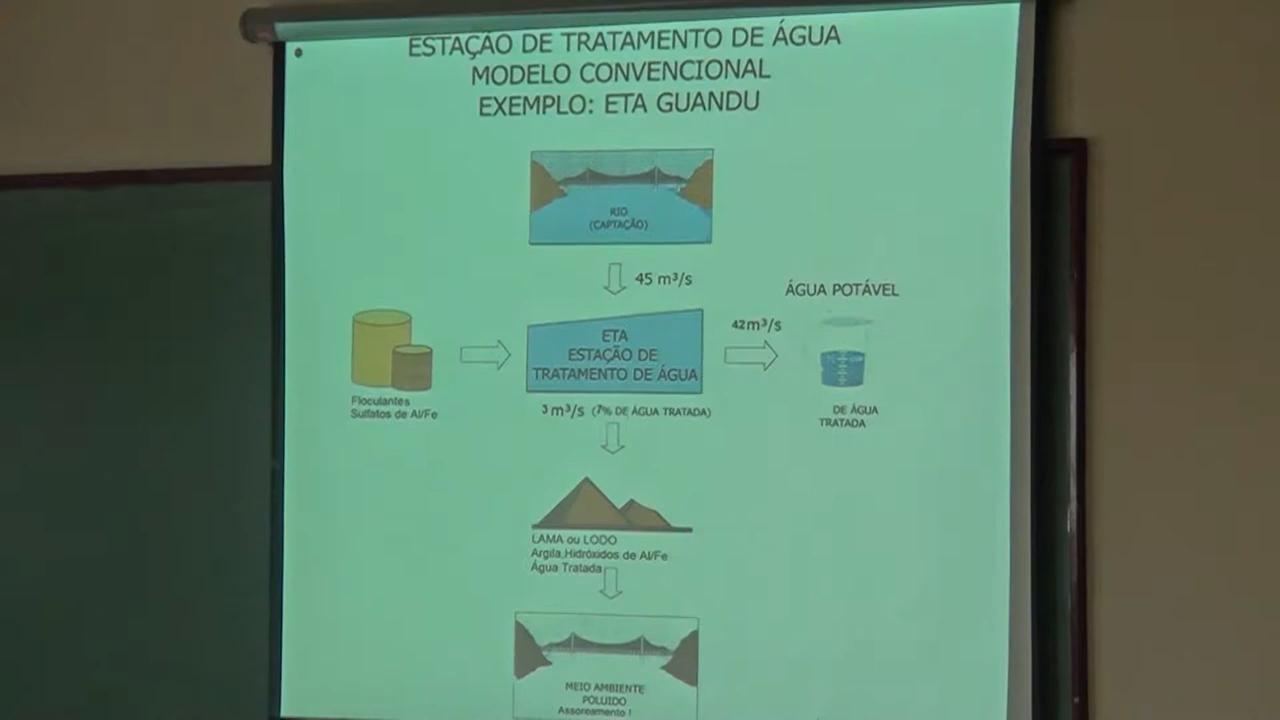 ESTAÇÃO DE TRATAMENTO DE ÁGUA
MODELO CONVENCIONAL
EXEMPLO: ETA GUANDU
RIO
(CAPTAÇÃO)
45 m³/s
ÁGUA POTÁVEL
42m³/s
ETA
ESTAÇÃO DE
TRATAMENTO DE ÁGUA
Floculantes
Sulfatos de Al/Fe
3 m³/s (7% DE ÁGUA TRATADA)
DE ÁGUA
TRATADA
LAMA ou LODO
Argila,Hidróxidos de Al/Fe
Água Tratada
MEIO AMBIENTE
POLUIDO
Assoreamento !